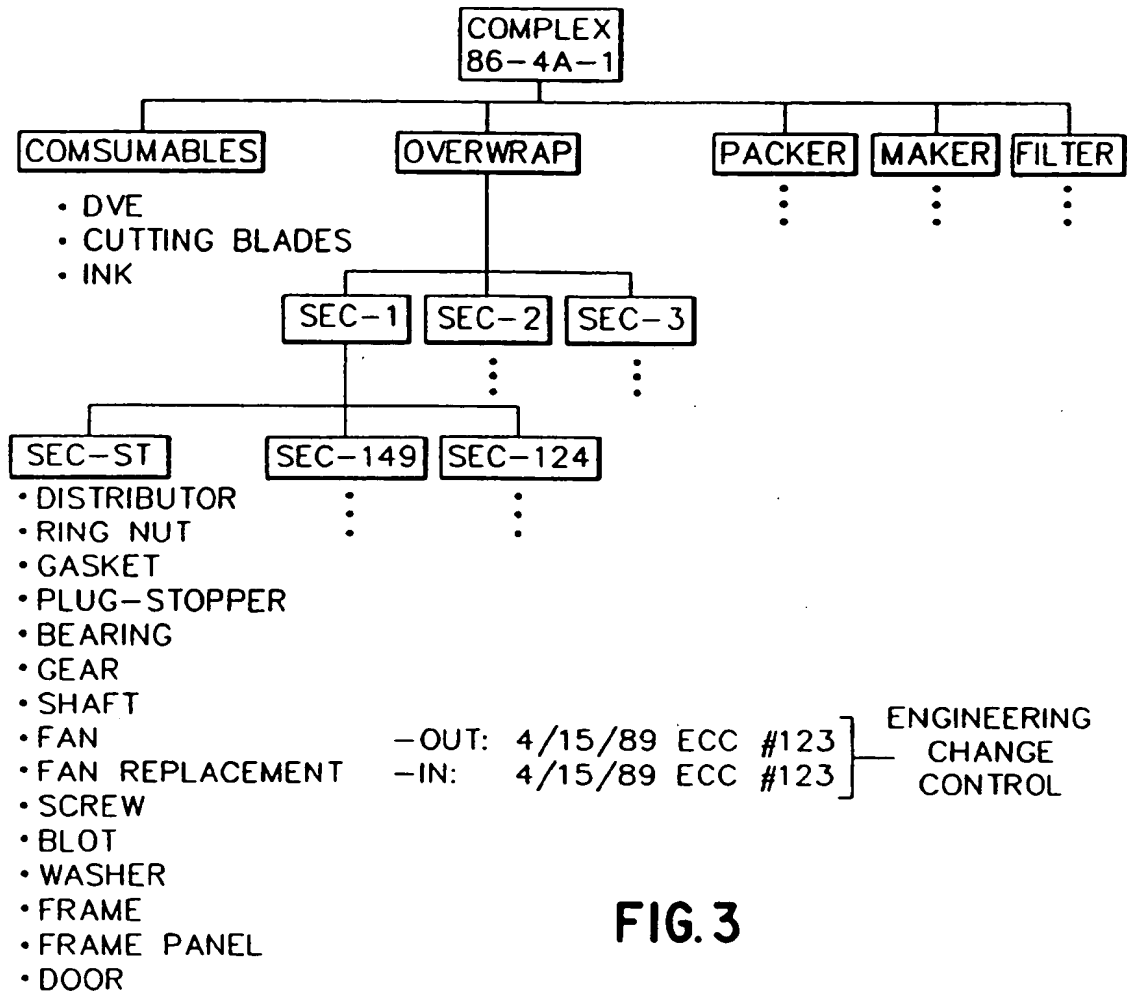 COMPLEX
86-4A-1
COMSUMABLES
OVERWRAP
PACKER
MAKER
FILTER
• DVE
• CUTTING BLADES
• INK
SEC-1
SEC-2
SEC-3
SEC-ST
SEC-149
SEC-124
• DISTRIBUTOR
• RING NUT
• GASKET
• PLUG-STOPPER
• BEARING
• GEAR
• SHAFT
• FAN -OUT: 4/15/89 ECC #123
• FAN REPLACEMENT -IN: 4/15/89 ECC #123
ENGINEERING
CHANGE
CONTROL
• SCREW
• BLOT
• WASHER
• FRAME
• FRAME PANEL
• DOOR
FIG. 3